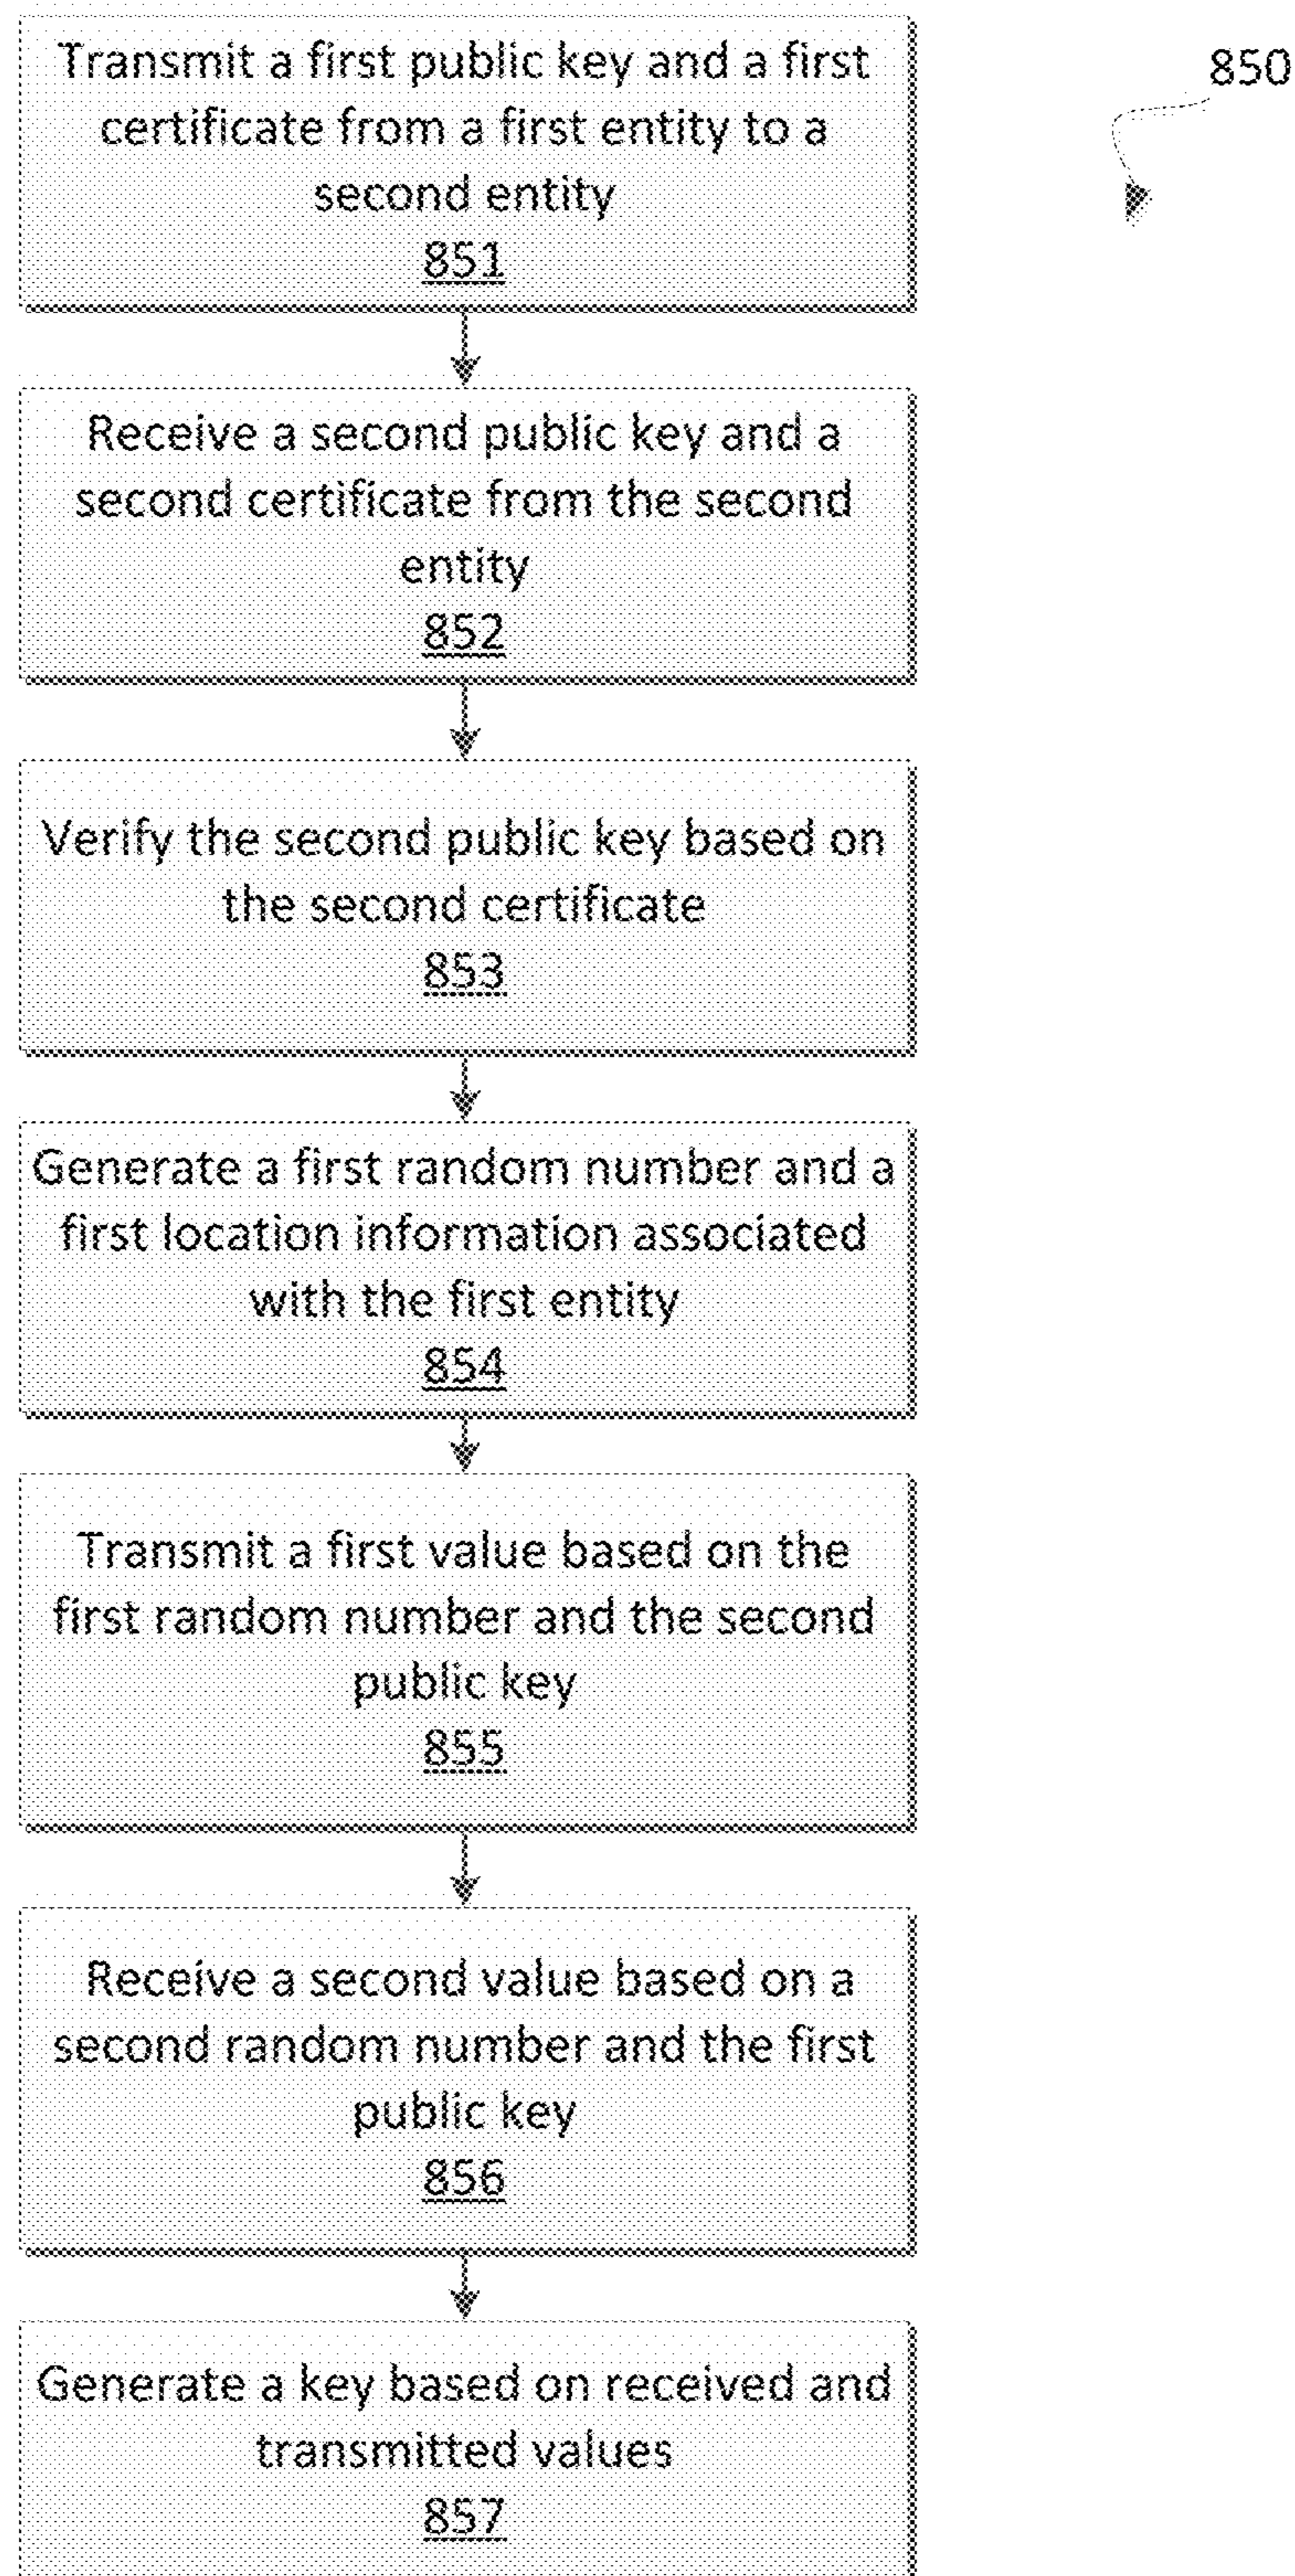 850
Transmit a first public key and a first
certificate from a first entity to a
second entity
851
Receive a second public key and a
second certificate from the second
entity
852
Verify the second public key based on
the second certificate
853
Generate a first random number and a
first location information associated
with the first entity
854
Transmit a first value based on the
first random number and the second
public key
855
Receive a second value based on a
second random number and the first
public key
856
Generate a key based on received and
transmitted values
857